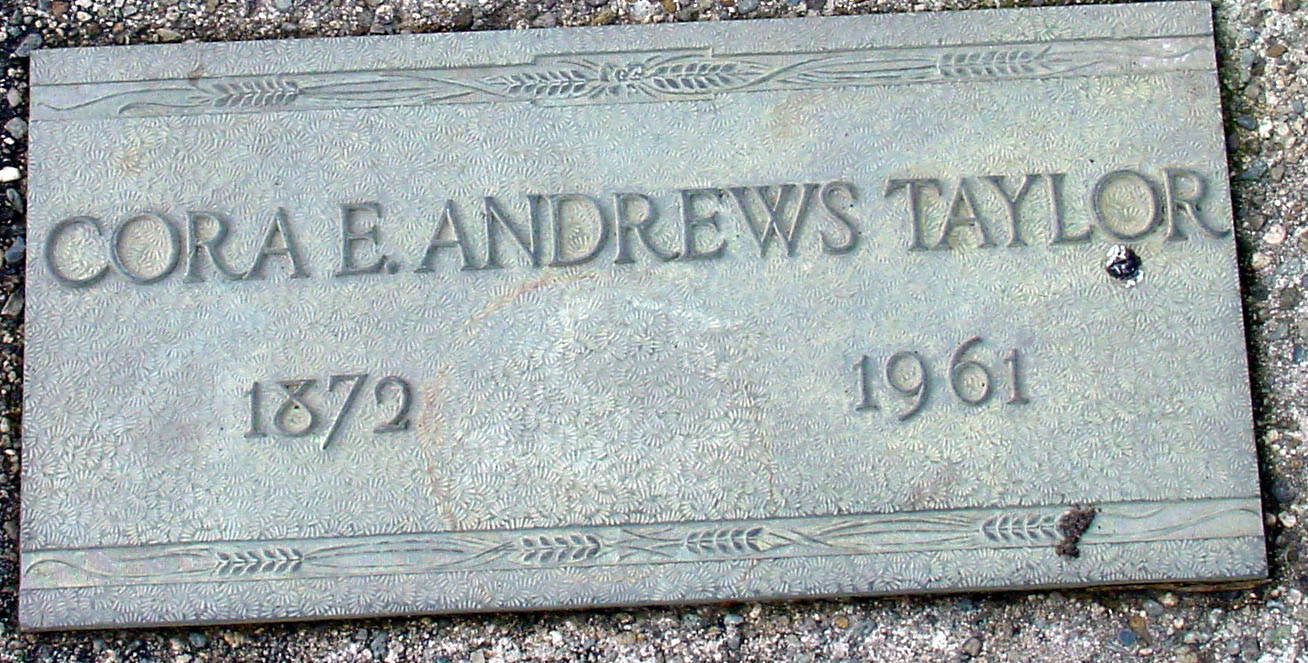 CORA E. ANDREWS TAYLOR
1872 1961